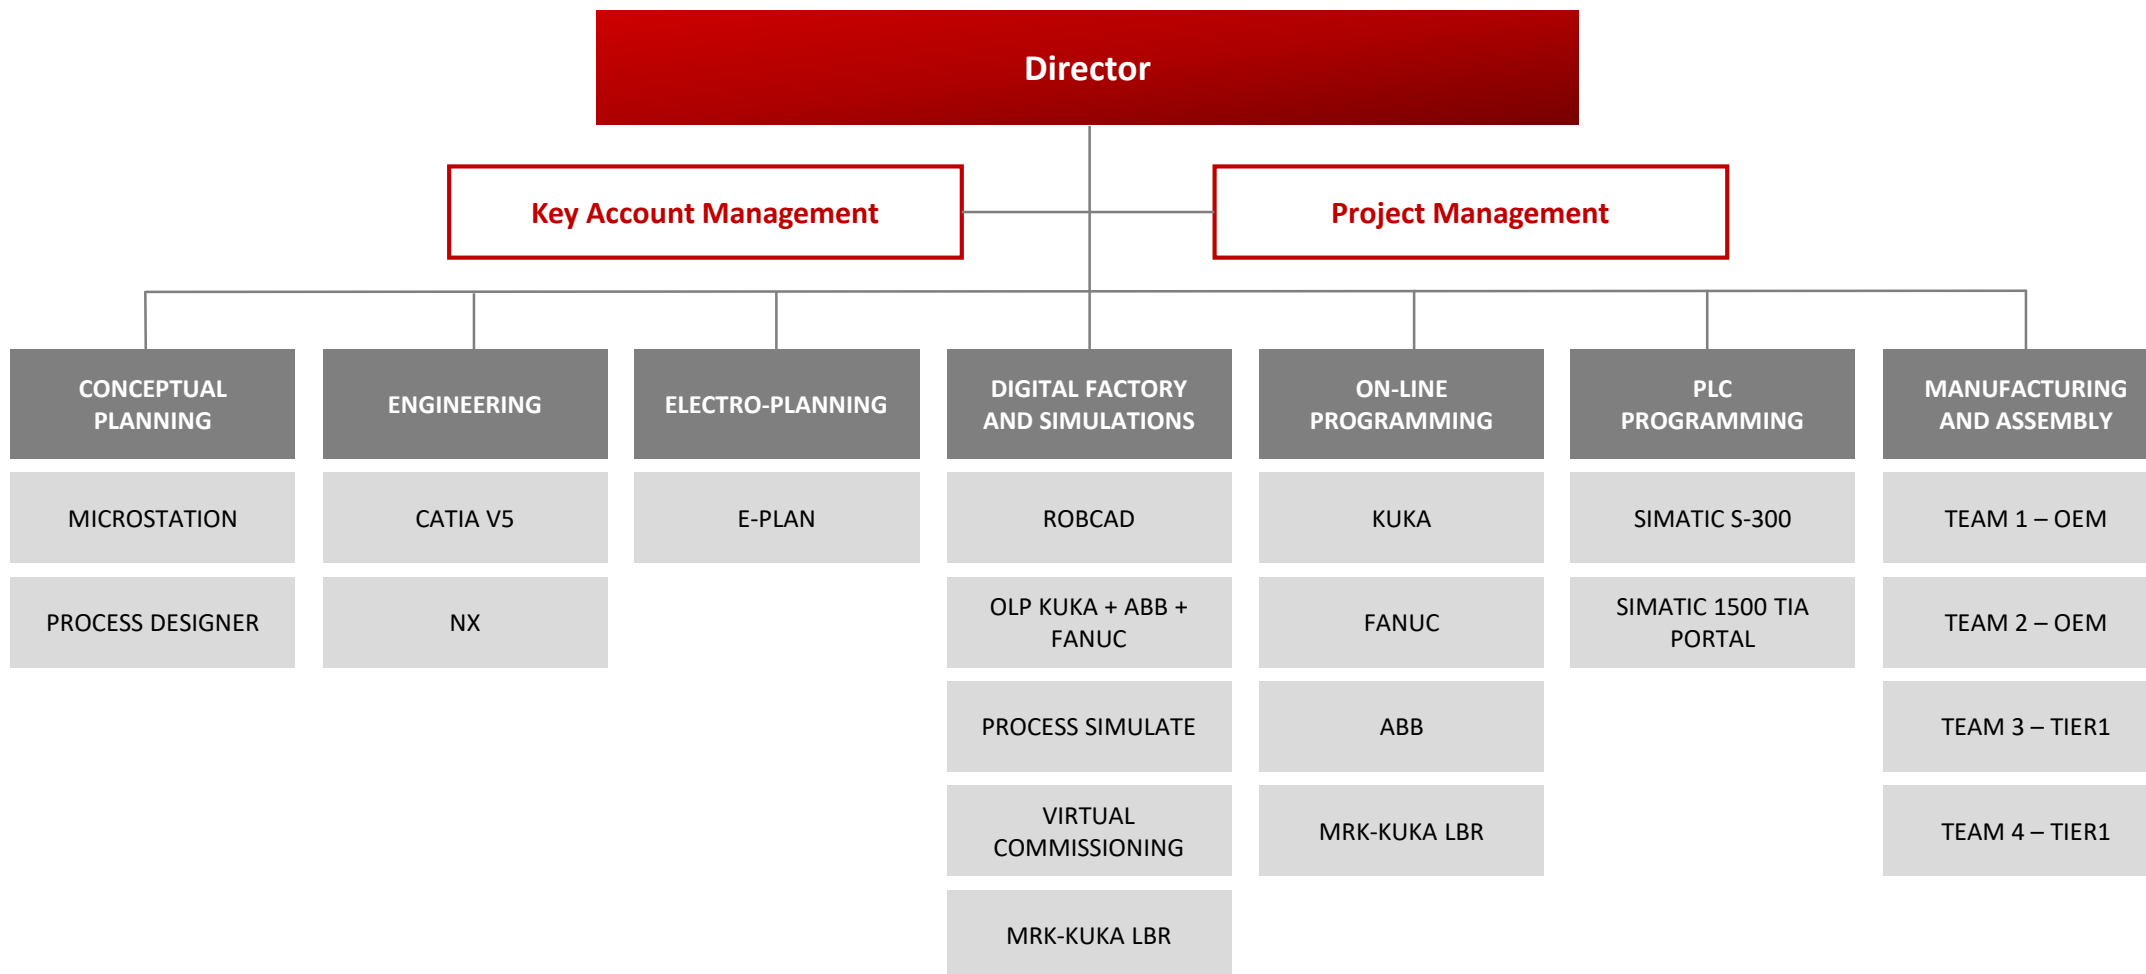 Director
Key Account Management
Project Management
CONCEPTUAL
PLANNING
ENGINEERING
ELECTRO-PLANNING
DIGITAL FACTORY
AND SIMULATIONS
ON-LINE
PROGRAMMING
PLC
PROGRAMMING
MANUFACTURING
AND ASSEMBLY
MICROSTATION
CATIA V5
E-PLAN
ROBCAD
KUKA
SIMATIC S-300
TEAM 1 – OEM
PROCESS DESIGNER
NX
OLP KUKA + ABB +
FANUC
FANUC
SIMATIC 1500 TIA
PORTAL
TEAM 2 – OEM
PROCESS SIMULATE
ABB
TEAM 3 – TIER1
VIRTUAL
COMMISSIONING
MRK-KUKA LBR
TEAM 4 – TIER1
MRK-KUKA LBR